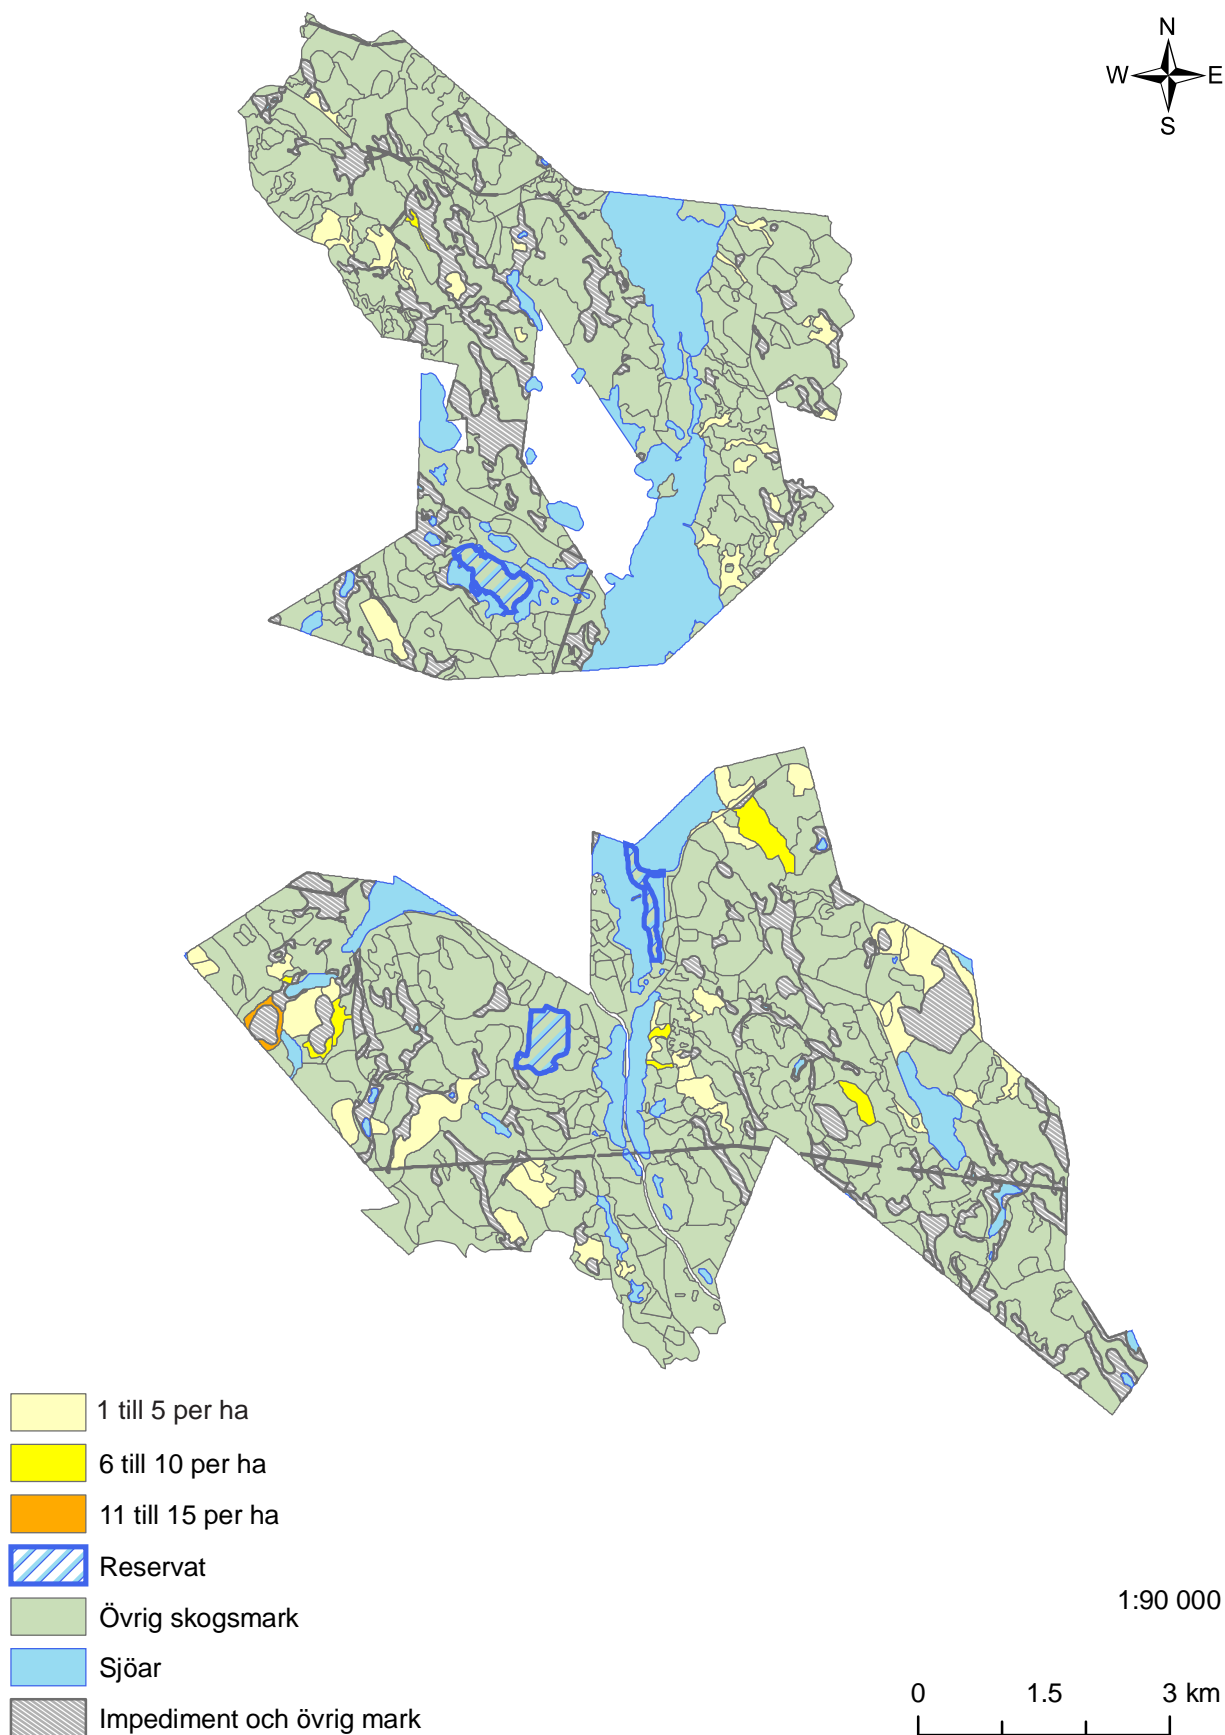 N
W E
S
1 till 5 per ha
6 till 10 per ha
11 till 15 per ha
Reservat
Övrig skogsmark
Sjöar
Impediment och övrig mark
1:90 000
0 1.5 3 km